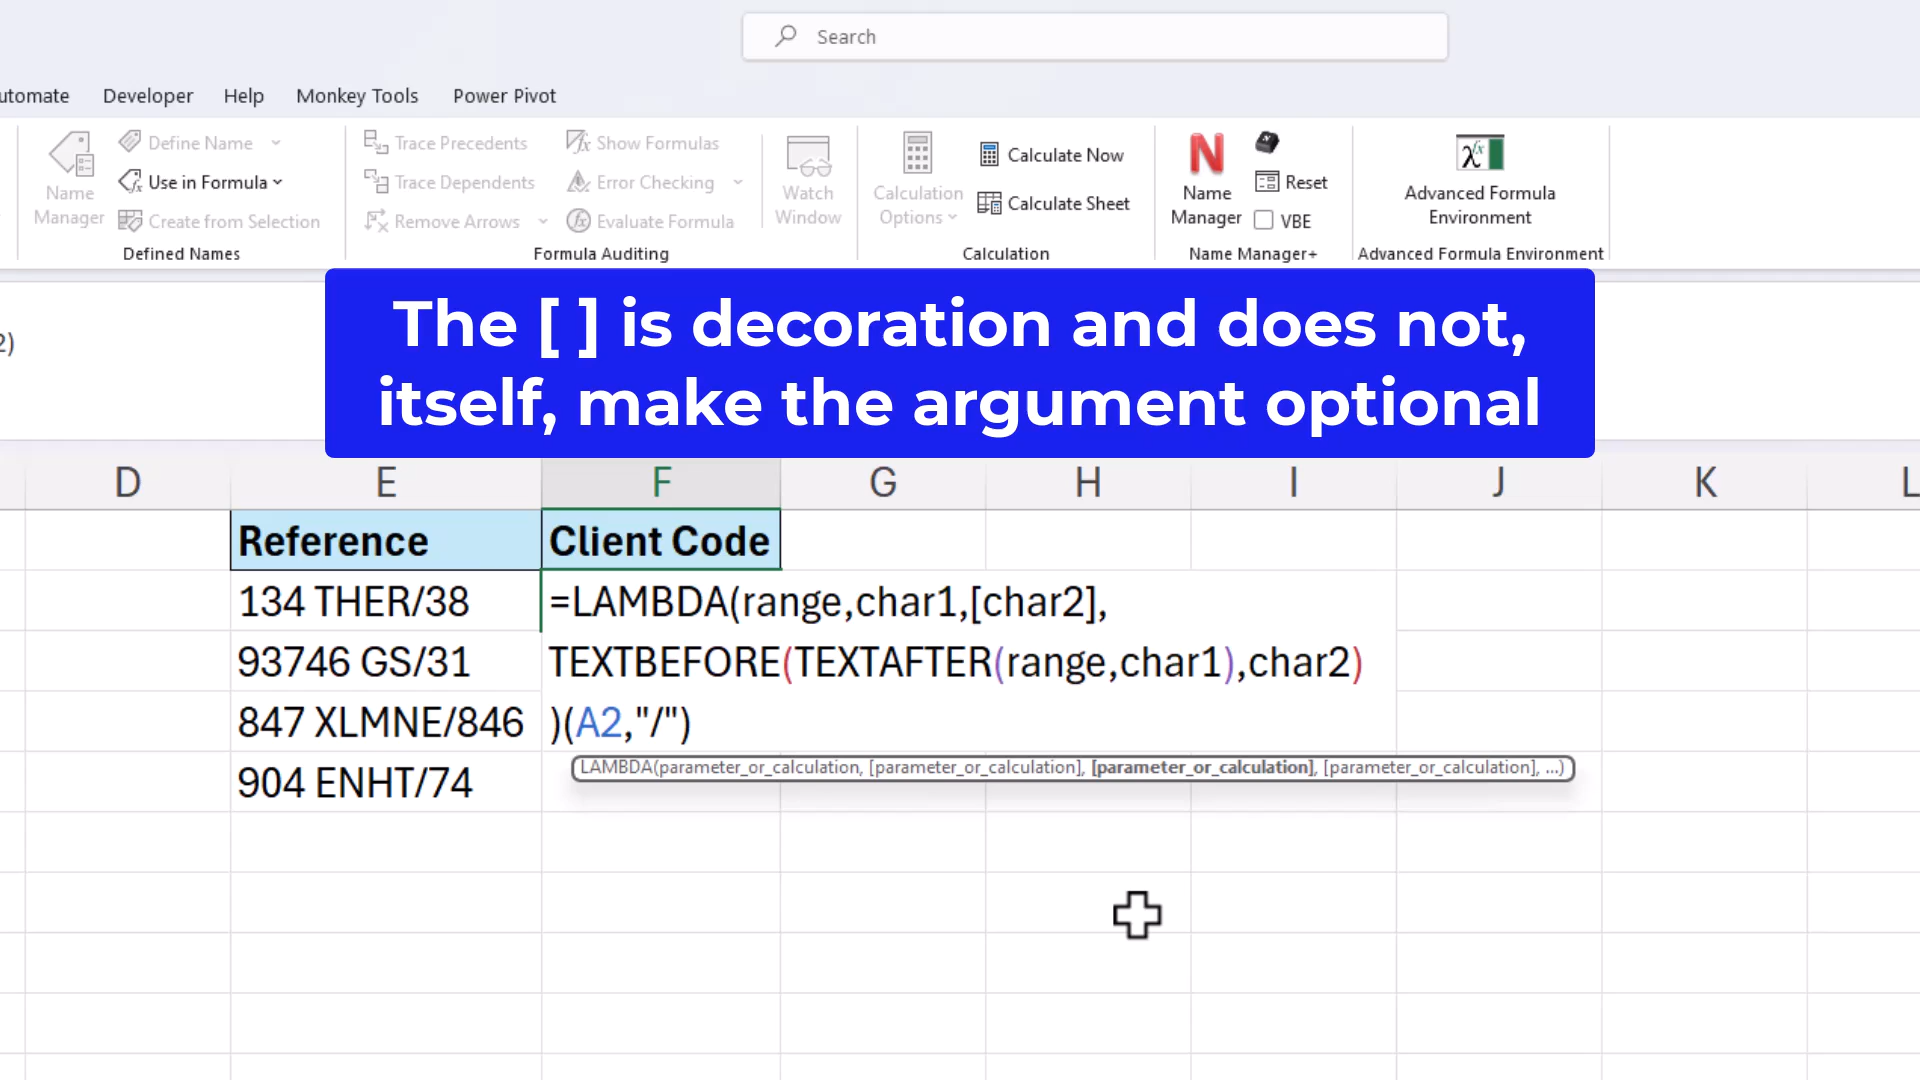 Search
utomate Developer Help Monkey Tools Power Pivot
Name Manager
Define Name
Use in Formula
Create from Selection
Defined Names
Trace Precedents
Trace Dependents
Remove Arrows
Show Formulas
Error Checking
Evaluate Formula
Formula Auditing
Watch Window
Calculation Options
Calculate Now
Calculate Sheet
Calculation
N
Name Manager
Reset
VBE
Name Manager+
Advanced Formula Environment
Advanced Formula Environment
2)
The [ ] is decoration and does not,
itself, make the argument optional
D E F G H I J K L
Reference Client Code
134 THER/38 =LAMBDA(range,char1,[char2],
93746 GS/31 TEXTBEFORE(TEXTAFTER(range,char1),char2)
847 XLMNE/846 )(A2,"/")
904 ENHT/74 LAMBDA(parameter_or_calculation, [parameter_or_calculation], [parameter_or_calculation], [parameter_or_calculation], ...)